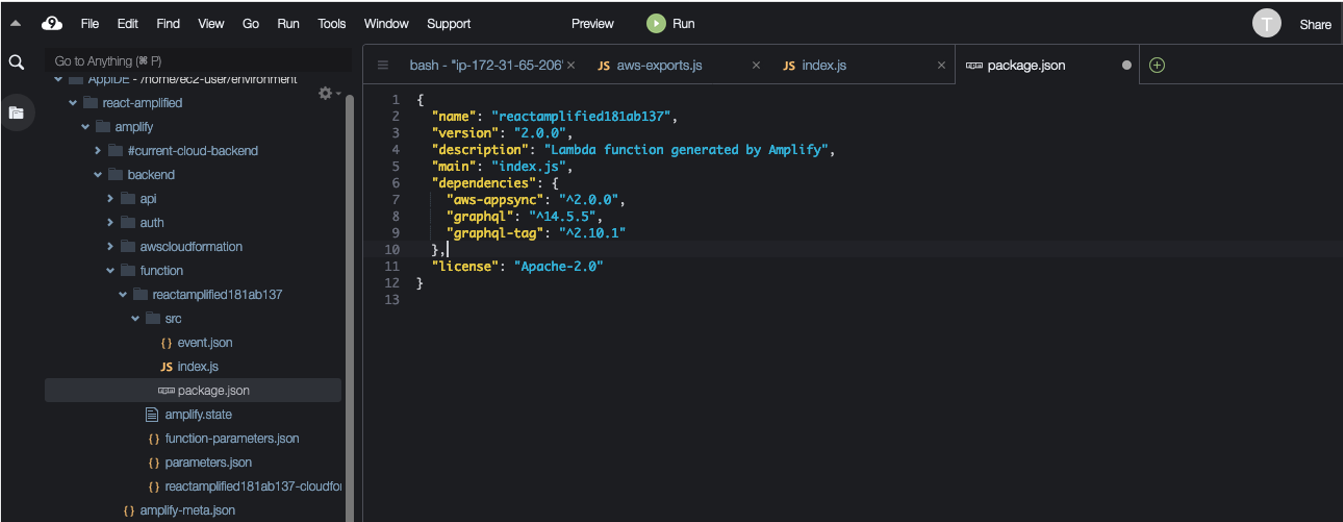 File Edit Find View Go Run Tools Window Support Preview Run T Share
Go to Anything (⌘ P)
AppIDE - /home/ec2-user/environment
react-amplified
amplify
#current-cloud-backend
backend
api
auth
awscloudformation
function
reactamplified181ab137
src
event.json
JS index.js
package.json
amplify.state
function-parameters.json
parameters.json
reactamplified181ab137-cloudfor
amplify-meta.json
bash - "ip-172-31-65-206" JS aws-exports.js JS index.js package.json
1 {
2 "name": "reactamplified181ab137",
3 "version": "2.0.0",
4 "description": "Lambda function generated by Amplify",
5 "main": "index.js",
6 "dependencies": {
7 "aws-appsync": "^2.0.0",
8 "graphql": "^14.5.5",
9 "graphql-tag": "^2.10.1"
10 },
11 "license": "Apache-2.0"
12 }
13